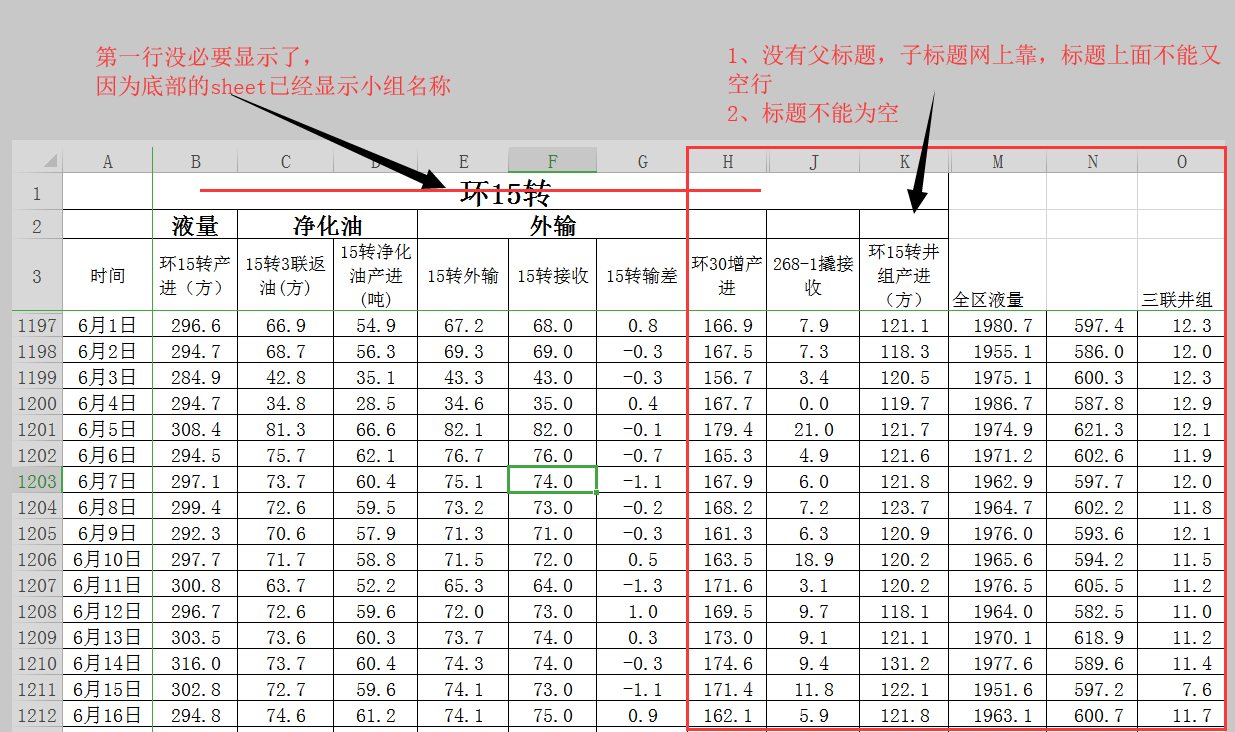 第一行没必要显示了，
因为底部的sheet已经显示小组名称
1、没有父标题，子标题网上靠，标题上面不能又
空行
2、标题不能为空
A B C D E F G H J K M N O
1 环15转
2 液量 净化油 外输
3 时间 环15转产进（方） 15转3联返油(方) 15转净化油产进(吨) 15转外输 15转接收 15转输差 环30增产进 268-1撬接收 环15转井组产进（方） 全区液量 三联井组
1197 6月1日 296.6 66.9 54.9 67.2 68.0 0.8 166.9 7.9 121.1 1980.7 597.4 12.3
1198 6月2日 294.7 68.7 56.3 69.3 69.0 -0.3 167.5 7.3 118.3 1955.1 586.0 12.0
1199 6月3日 284.9 42.8 35.1 43.3 43.0 -0.3 156.7 3.4 120.5 1975.1 600.3 12.3
1200 6月4日 294.7 34.8 28.5 34.6 35.0 0.4 167.7 0.0 119.7 1986.7 587.8 12.9
1201 6月5日 308.4 81.3 66.6 82.1 82.0 -0.1 179.4 21.0 121.7 1974.9 621.3 12.1
1202 6月6日 294.5 75.7 62.1 76.7 76.0 -0.7 165.3 4.9 121.6 1971.2 602.6 11.9
1203 6月7日 297.1 73.7 60.4 75.1 74.0 -1.1 167.9 6.0 121.8 1962.9 597.7 12.0
1204 6月8日 299.4 72.6 59.5 73.2 73.0 -0.2 168.2 7.2 123.7 1964.7 602.2 11.8
1205 6月9日 292.3 70.6 57.9 71.3 71.0 -0.3 161.3 6.3 120.9 1976.0 593.6 12.1
1206 6月10日 297.7 71.7 58.8 71.5 72.0 0.5 163.5 18.9 120.2 1965.6 594.2 11.5
1207 6月11日 300.8 63.7 52.2 65.3 64.0 -1.3 171.6 3.1 120.2 1976.5 605.5 11.2
1208 6月12日 296.7 72.6 59.6 72.0 73.0 1.0 169.5 9.7 118.1 1964.0 582.5 11.0
1209 6月13日 303.5 73.6 60.3 73.7 74.0 0.3 173.0 9.1 121.1 1970.1 618.9 11.2
1210 6月14日 316.0 73.7 60.4 74.3 74.0 -0.3 174.6 9.4 131.2 1977.6 589.6 11.4
1211 6月15日 302.8 72.7 59.6 74.1 73.0 -1.1 171.4 11.8 122.1 1951.6 597.2 7.6
1212 6月16日 294.8 74.6 61.2 74.1 75.0 0.9 162.1 5.9 121.8 1963.1 600.7 11.7